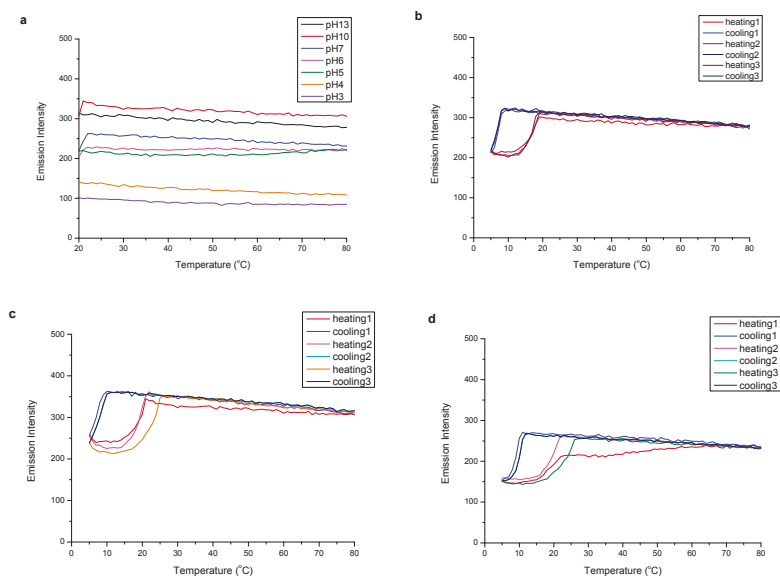 a
pH13
pH10
pH7
pH6
pH5
pH4
pH3
500
400
300
200
100
0
20 30 40 50 60 70 80
Emission Intensity
Temperature (°C)
b
heating1
cooling1
heating2
cooling2
heating3
cooling3
500
400
300
200
100
0
0 10 20 30 40 50 60 70 80
Emission Intensity
Temperature (°C)
c
heating1
cooling1
heating2
cooling2
heating3
cooling3
500
400
300
200
100
0
0 10 20 30 40 50 60 70 80
Emission Intensity
Temperature (°C)
d
heating1
cooling1
heating2
cooling2
heating3
cooling3
500
400
300
200
100
0
0 10 20 30 40 50 60 70 80
Emission Intensity
Temperature (°C)